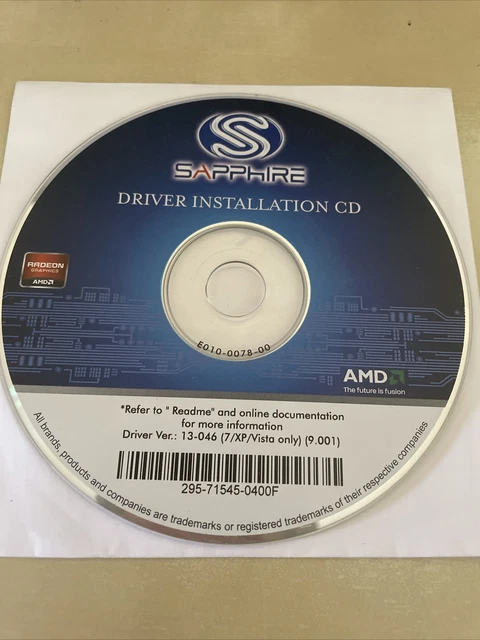 S
SAPPHIRE
DRIVER INSTALLATION CD
RADEON
GRAPHICS
AMD
E010-0078-00
AMD
The future is fusion
*Refer to " Readme" and online documentation
for more information
Driver Ver.: 13-046 (7/XP/Vista only) (9.001)
295-71545-0400F
All brands, products and companies are trademarks or registered trademarks of their respective companies